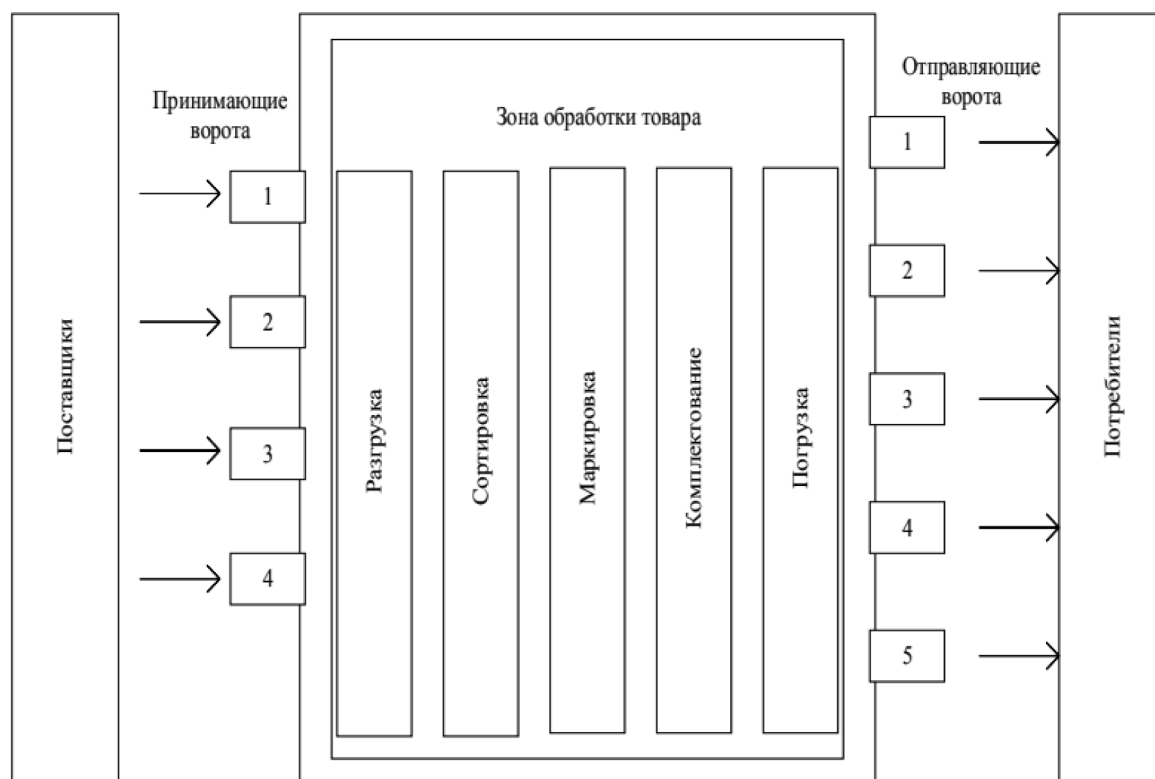 Поставщики
Принимающие
ворота
1
2
3
4
Зона обработки товара
Разгрузка
Сортировка
Маркировка
Комплектование
Погрузка
Отправляющие
ворота
1
2
3
4
5
Потребители